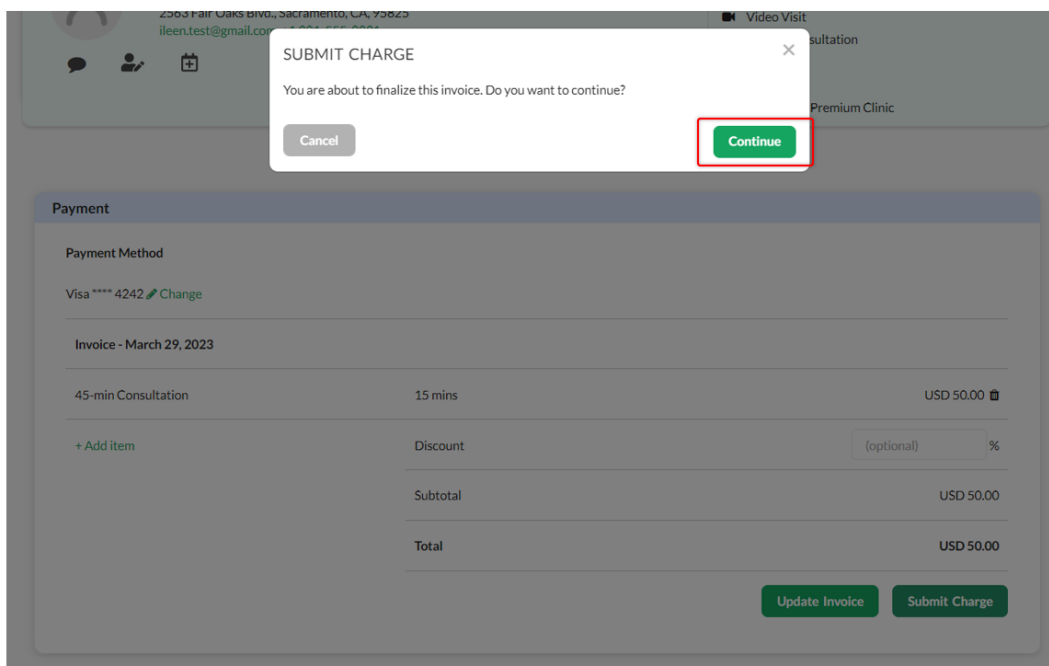 2563 Fair Oaks Blvd., Sacramento, CA, 95825
Video Visit
ileen.test@gmail.com
sultation
SUBMIT CHARGE
You are about to finalize this invoice. Do you want to continue?
Premium Clinic
Cancel
Continue
Payment
Payment Method
Visa **** 4242 Change
Invoice - March 29, 2023
45-min Consultation 15 mins USD 50.00
+ Add item Discount (optional) %
Subtotal USD 50.00
Total USD 50.00
Update Invoice Submit Charge